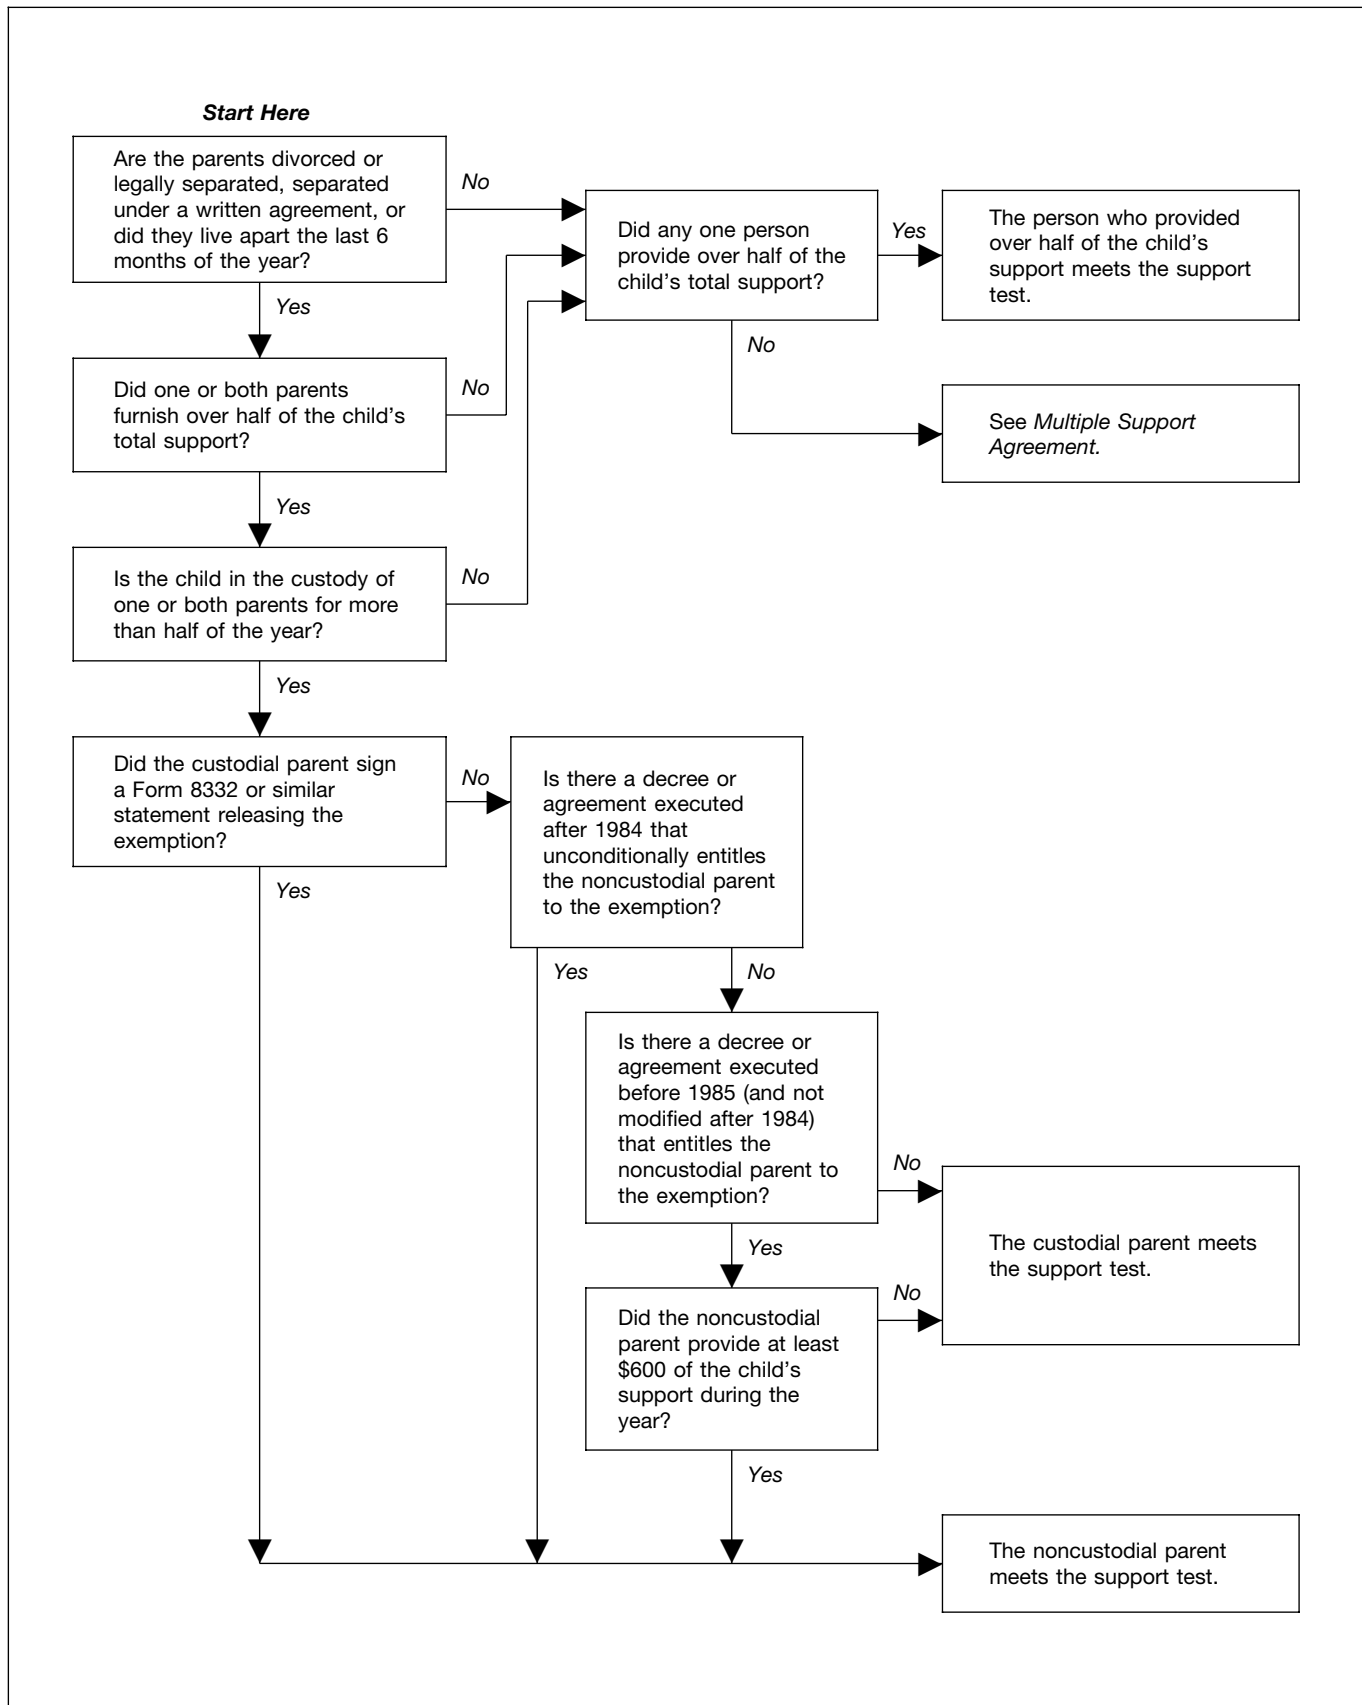 Start Here
Are the parents divorced or
legally separated, separated
under a written agreement, or
did they live apart the last 6
months of the year?
No
Yes
Did any one person
provide over half of the
child's total support?
Yes
No
The person who provided
over half of the child's
support meets the support
test.
See Multiple Support
Agreement.
Did one or both parents
furnish over half of the child's
total support?
No
Yes
Is the child in the custody of
one or both parents for more
than half of the year?
No
Yes
Did the custodial parent sign
a Form 8332 or similar
statement releasing the
exemption?
No
Yes
Is there a decree or
agreement executed
after 1984 that
unconditionally entitles
the noncustodial parent
to the exemption?
Yes
No
Is there a decree or
agreement executed
before 1985 (and not
modified after 1984)
that entitles the
noncustodial parent to
the exemption?
No
Yes
The custodial parent meets
the support test.
Did the noncustodial
parent provide at least
$600 of the child's
support during the
year?
No
Yes
The noncustodial parent
meets the support test.